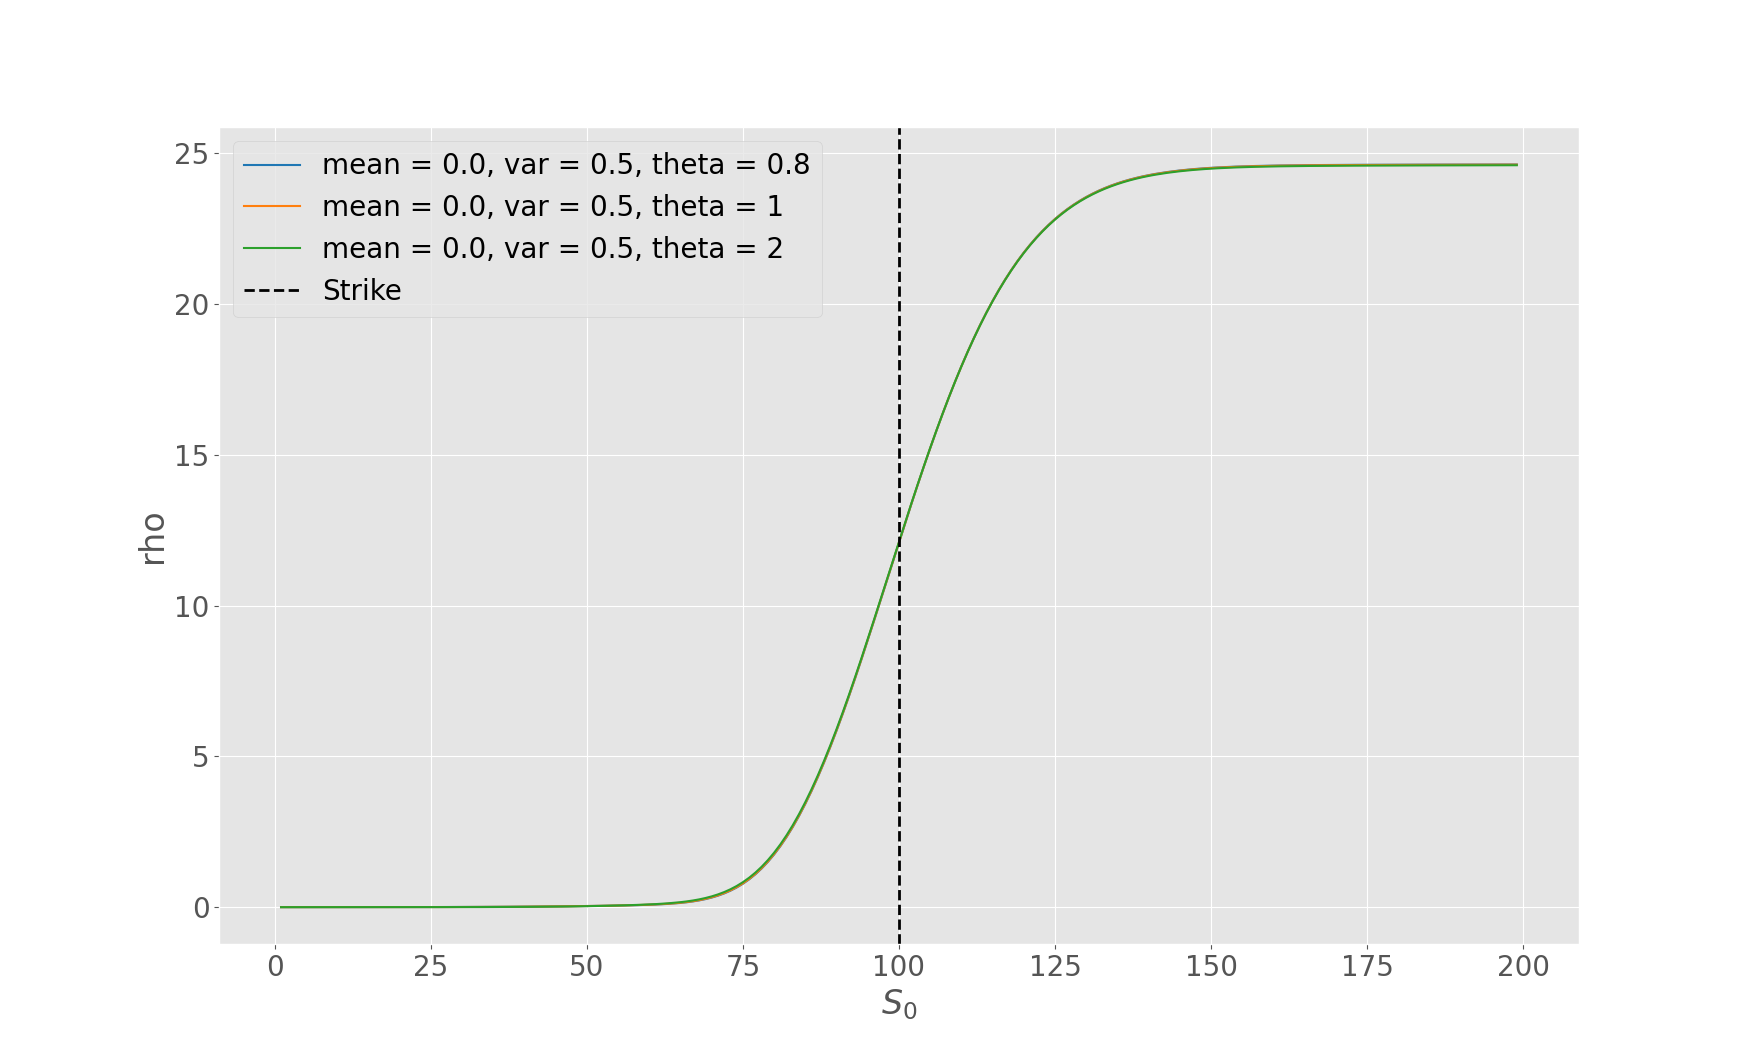 25
20
15
10
5
0
rho
mean = 0.0, var = 0.5, theta = 0.8
mean = 0.0, var = 0.5, theta = 1
mean = 0.0, var = 0.5, theta = 2
Strike
0 25 50 75 100 125 150 175 200
S₀